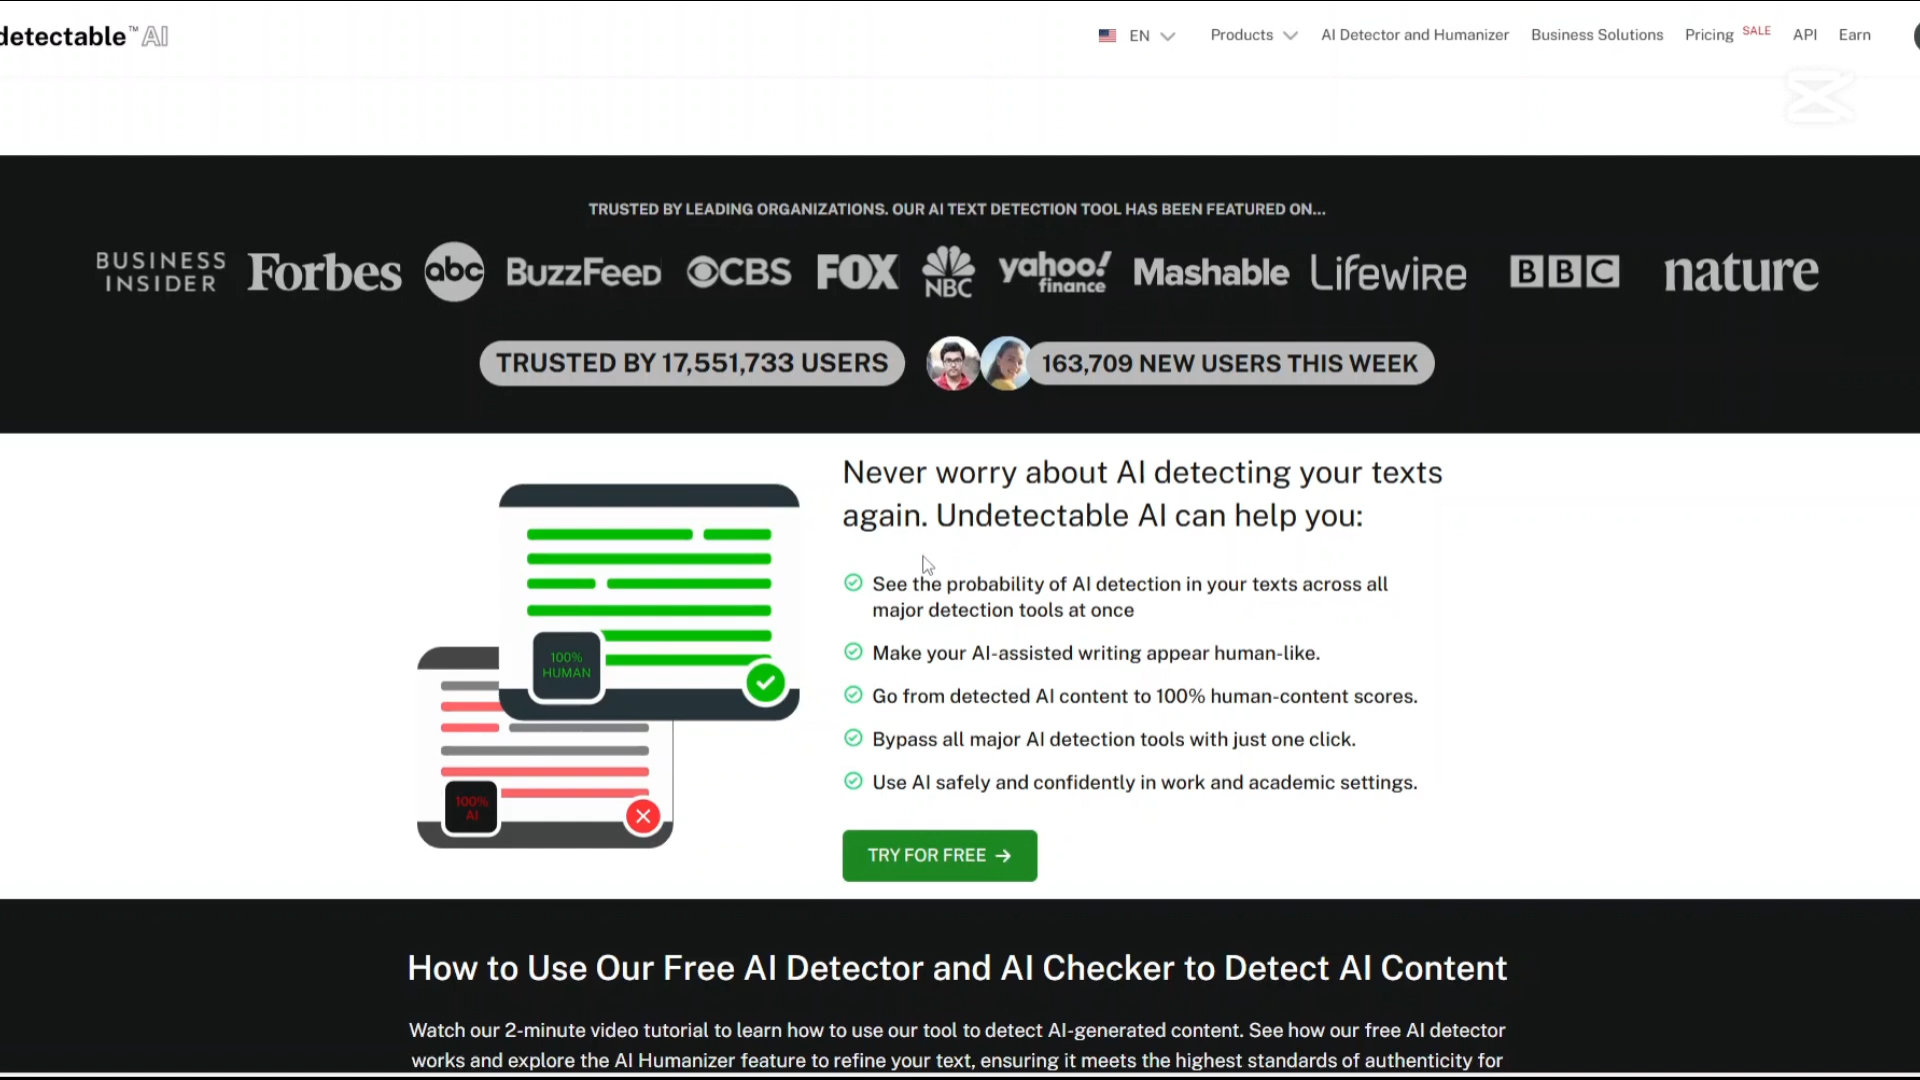 detectable™ AI
EN
Products
AI Detector and Humanizer
Business Solutions
Pricing SALE
API
Earn
TRUSTED BY LEADING ORGANIZATIONS. OUR AI TEXT DETECTION TOOL HAS BEEN FEATURED ON...
BUSINESS
INSIDER
Forbes
abc
BuzzFeed
CBS
FOX
NBC
yahoo!
finance
Mashable
Lifewire
BBC
nature
TRUSTED BY 17,551,733 USERS
163,709 NEW USERS THIS WEEK
Never worry about AI detecting your texts
again. Undetectable AI can help you:
See the probability of AI detection in your texts across all
major detection tools at once
Make your AI-assisted writing appear human-like.
Go from detected AI content to 100% human-content scores.
Bypass all major AI detection tools with just one click.
Use AI safely and confidently in work and academic settings.
100%
HUMAN
100%
AI
TRY FOR FREE →
How to Use Our Free AI Detector and AI Checker to Detect AI Content
Watch our 2-minute video tutorial to learn how to use our tool to detect AI-generated content. See how our free AI detector
works and explore the AI Humanizer feature to refine your text, ensuring it meets the highest standards of authenticity for